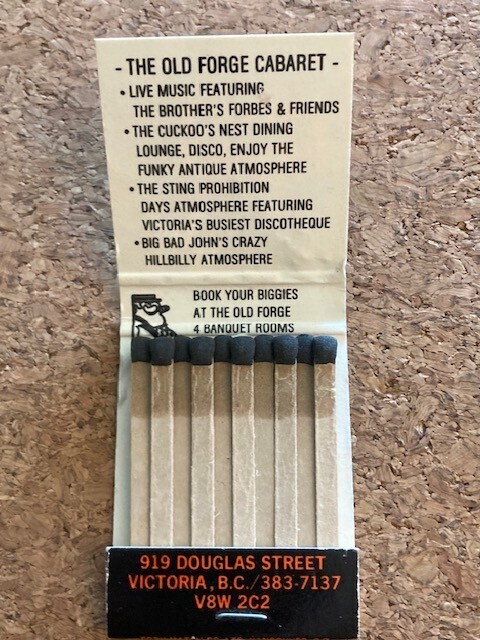 - THE OLD FORGE CABARET -
• LIVE MUSIC FEATURING
THE BROTHER'S FORBES & FRIENDS
• THE CUCKOO'S NEST DINING
LOUNGE, DISCO, ENJOY THE
FUNKY ANTIQUE ATMOSPHERE
• THE STING PROHIBITION
DAYS ATMOSPHERE FEATURING
VICTORIA'S BUSIEST DISCOTHEQUE
• BIG BAD JOHN'S CRAZY
HILLBILLY ATMOSPHERE
BOOK YOUR BIGGIES
AT THE OLD FORGE
4 BANQUET ROOMS
919 DOUGLAS STREET
VICTORIA, B.C./383-7137
V8W 2C2